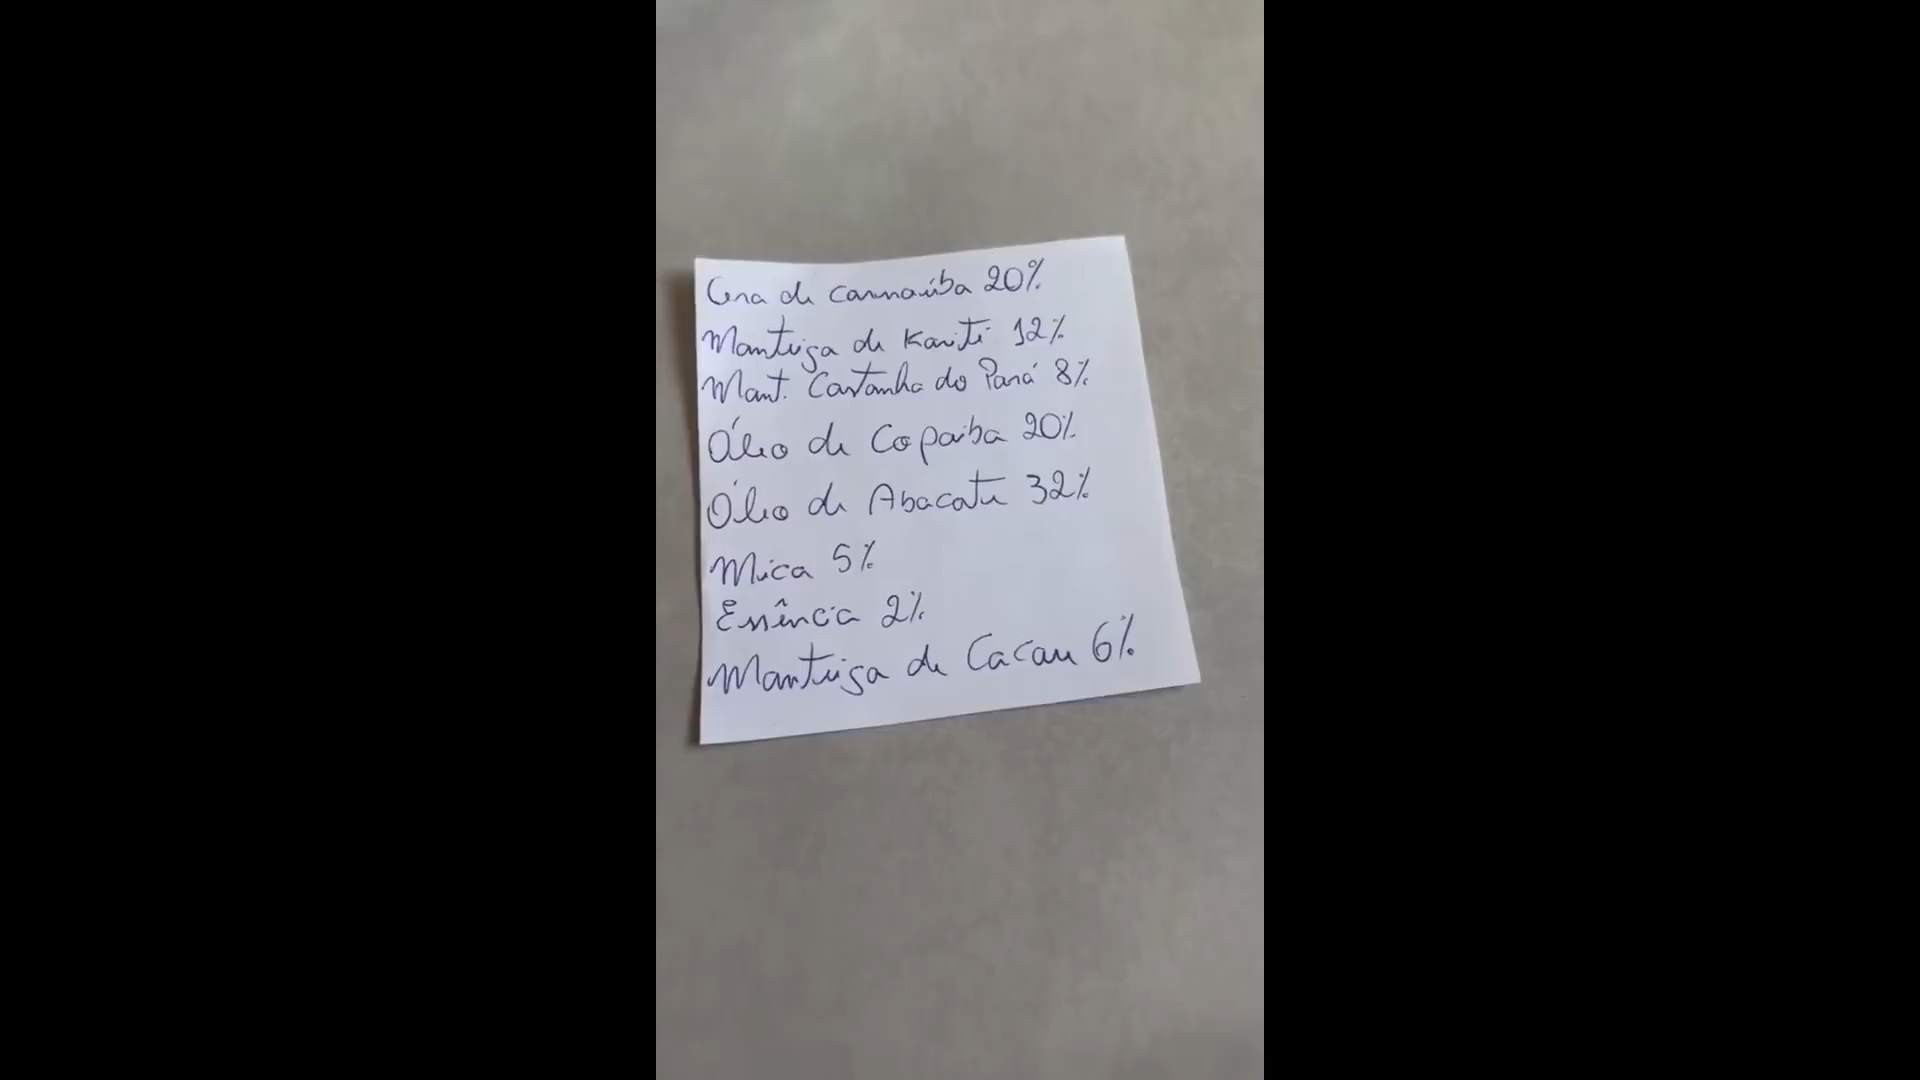 Cera de carnaúba 20%
Manteiga de Karité 12%
Mant. Castanha do Pará 8%
Óleo de Copaíba 20%
Óleo de Abacate 32%
Mica 5%
Essência 2%
Manteiga de Cacau 6%